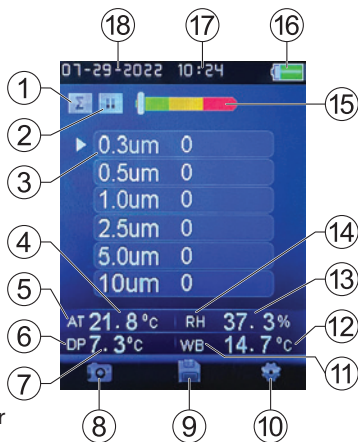 18 17 16
07-29-2022 10:24
1 Σ 15
2
3 0.3um 0
0.5um 0
1.0um 0
4 2.5um 0 14
5.0um 0 13
10um 0
5 AT 21.8°C RH 37.3% 12
6 DP 7.3°C WB 14.7°C
7 11
8 9 10
r